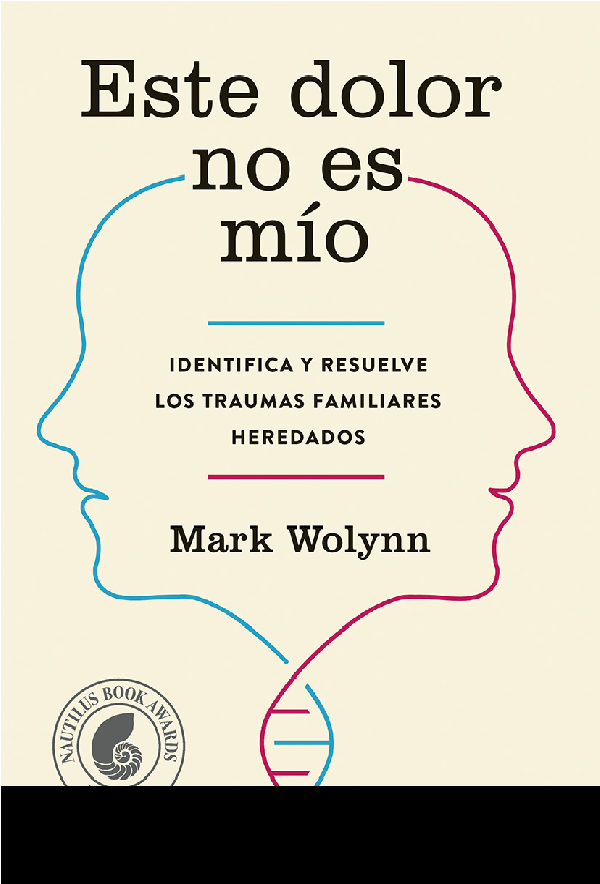 Este dolor
no es
mío
IDENTIFICA Y RESUELVE
LOS TRAUMAS FAMILIARES
HEREDADOS
Mark Wolynn
NAUTILUS BOOK AWARDS